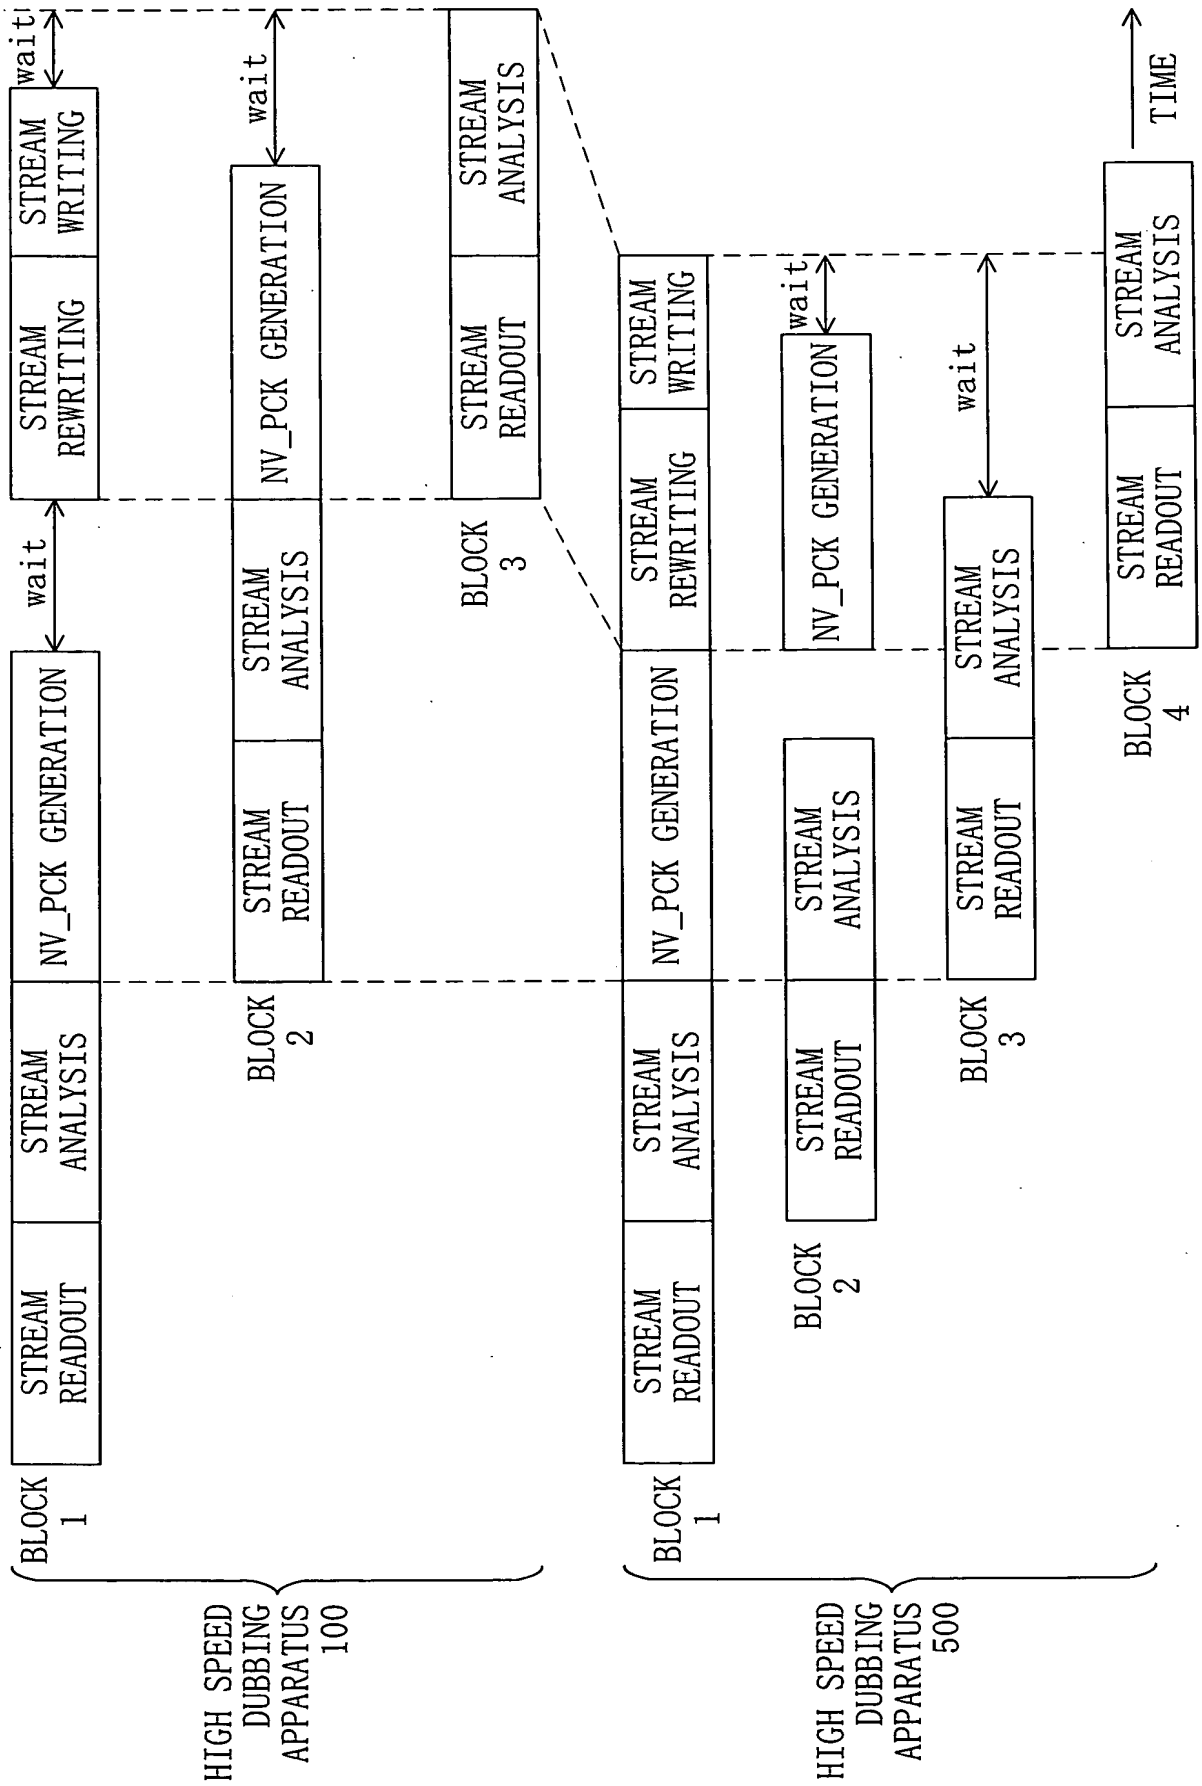 HIGH SPEED
DUBBING
APPARATUS
100
BLOCK
1
STREAM
READOUT
STREAM
ANALYSIS
NV_PCK GENERATION
wait
STREAM
REWRITING
STREAM
WRITING
wait
BLOCK
2
STREAM
READOUT
STREAM
ANALYSIS
NV_PCK GENERATION
wait
BLOCK
3
STREAM
READOUT
STREAM
ANALYSIS
HIGH SPEED
DUBBING
APPARATUS
500
BLOCK
1
STREAM
READOUT
STREAM
ANALYSIS
NV_PCK GENERATION
STREAM
REWRITING
STREAM
WRITING
BLOCK
2
STREAM
READOUT
STREAM
ANALYSIS
NV_PCK GENERATION
wait
BLOCK
3
STREAM
READOUT
STREAM
ANALYSIS
wait
BLOCK
4
STREAM
READOUT
STREAM
ANALYSIS
TIME